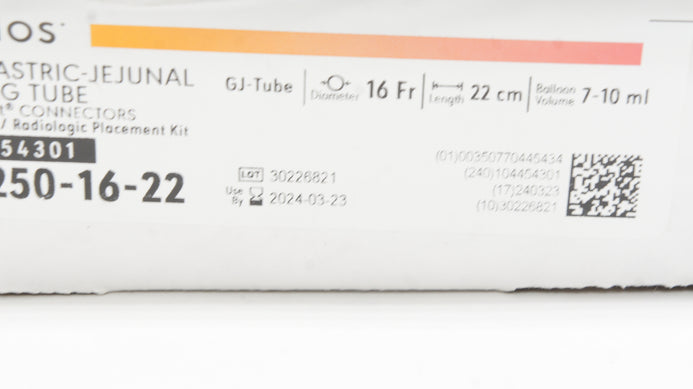 IOS
ASTRIC-JEJUNAL
G TUBE
t® CONNECTORS
/ Radiologic Placement Kit
54301
250-16-22
GJ-Tube
Diameter 16 Fr
Length 22 cm
Balloon Volume 7-10 ml
LOT 30226821
Use By 2024-03-23
(01)00350770445434
(240)104454301
(17)240323
(10)30226821